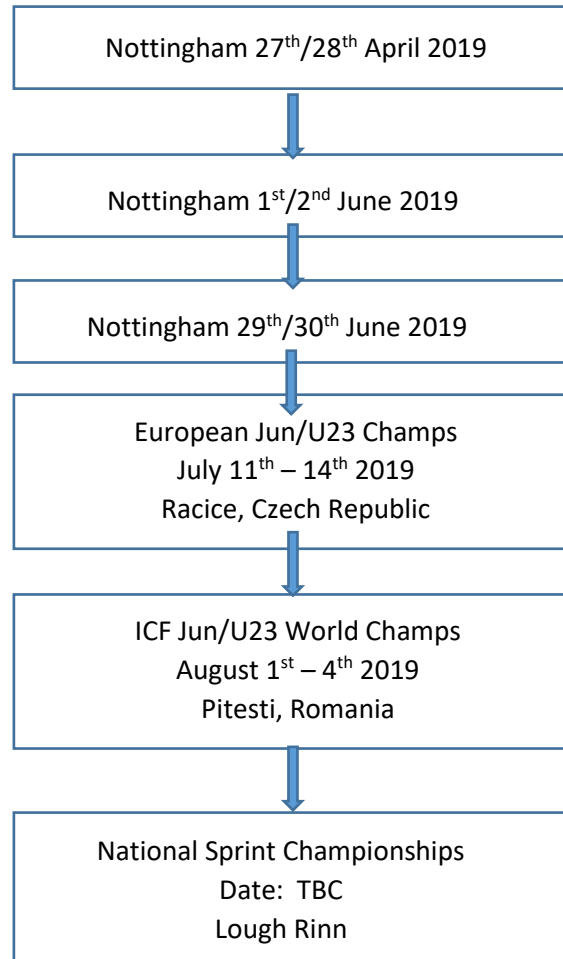 Nottingham 27th/28th April 2019
Nottingham 1st/2nd June 2019
Nottingham 29th/30th June 2019
European Jun/U23 Champs
July 11th – 14th 2019
Racice, Czech Republic
ICF Jun/U23 World Champs
August 1st – 4th 2019
Pitesti, Romania
National Sprint Championships
Date: TBC
Lough Rinn